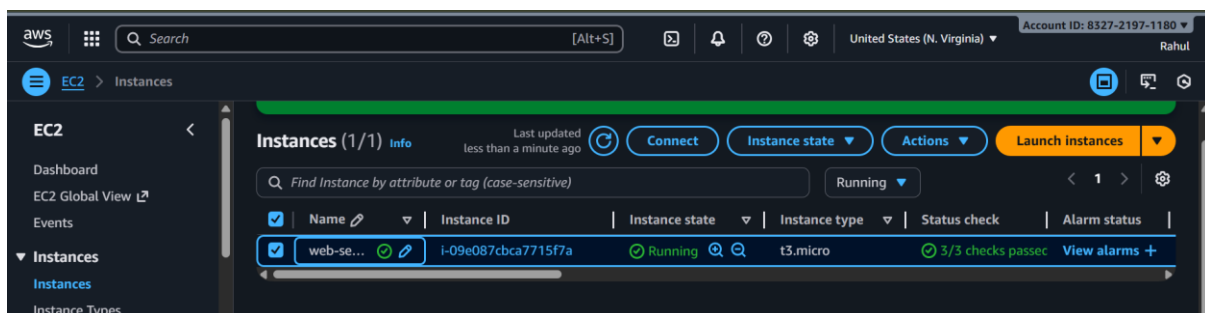 aws Search [Alt+S] United States (N. Virginia) Account ID: 8327-2197-1180
Rahul
EC2 > Instances
EC2
Dashboard
EC2 Global View
Events
Instances
Instances
Instance Types
Instances (1/1) Info
Last updated
less than a minute ago
Connect Instance state Actions Launch instances
Find Instance by attribute or tag (case-sensitive) Running < 1 >
Name Instance ID Instance state Instance type Status check Alarm status
web-se... i-09e087cbca7715f7a Running t3.micro 3/3 checks passec View alarms +